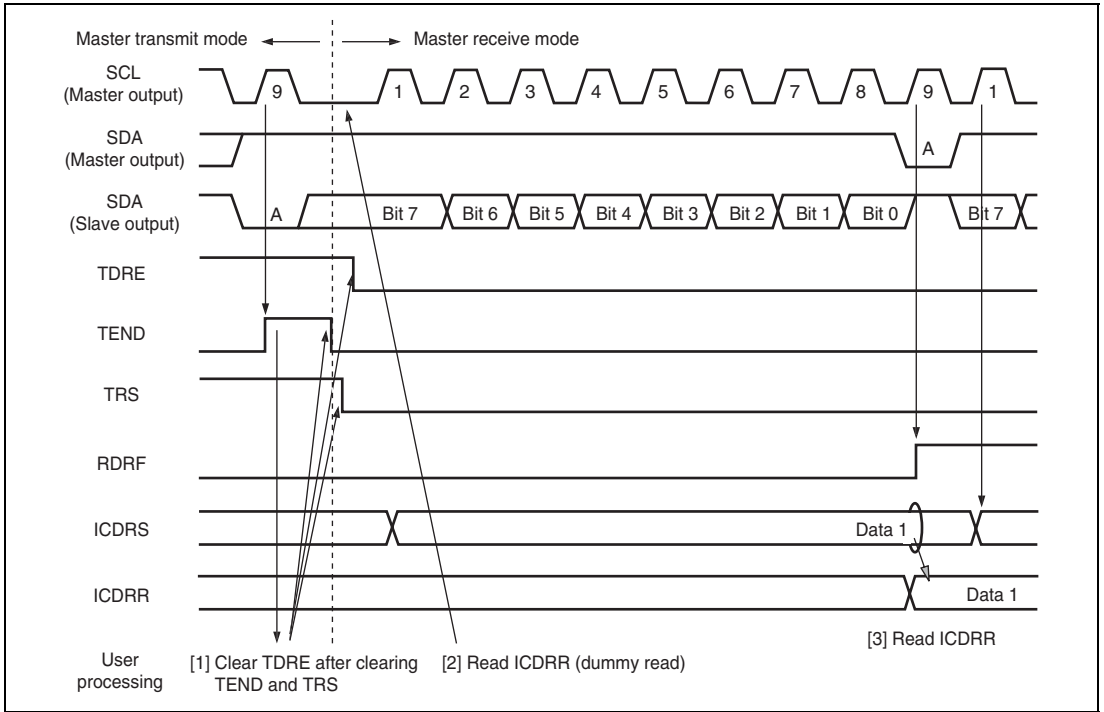 Master transmit mode
Master receive mode
SCL
(Master output)
9 1 2 3 4 5 6 7 8 9 1
SDA
(Master output)
A
SDA
(Slave output)
A Bit 7 Bit 6 Bit 5 Bit 4 Bit 3 Bit 2 Bit 1 Bit 0 Bit 7
TDRE
TEND
TRS
RDRF
ICDRS
Data 1
ICDRR
Data 1
User
processing
[1] Clear TDRE after clearing
TEND and TRS
[2] Read ICDRR (dummy read)
[3] Read ICDRR